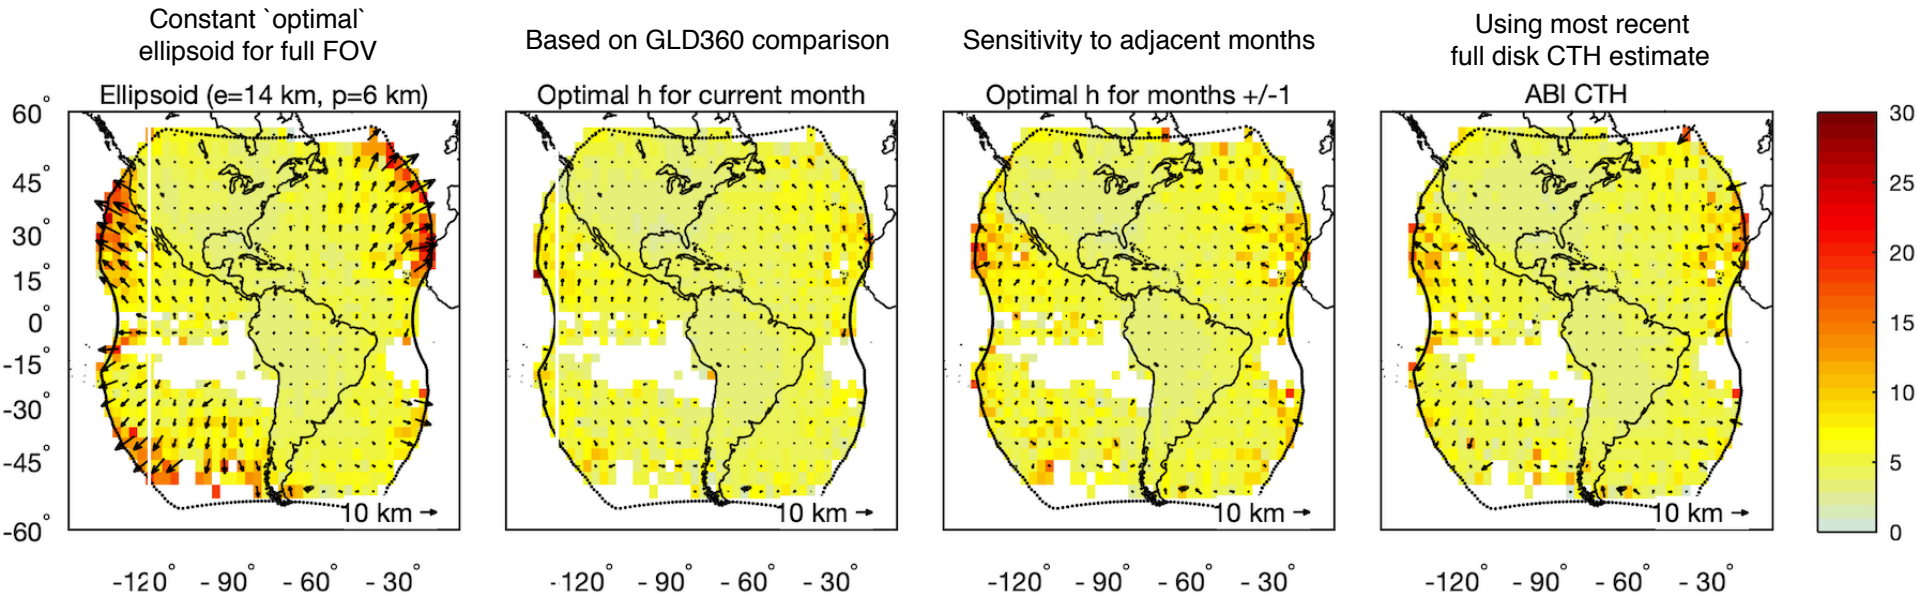 Constant `optimal`
ellipsoid for full FOV
Based on GLD360 comparison
Sensitivity to adjacent months
Using most recent
full disk CTH estimate
Ellipsoid (e=14 km, p=6 km)
Optimal h for current month
Optimal h for months +/-1
ABI CTH
60°
45°
30°
15°
0°
-15°
-30°
-45°
-60°
10 km
10 km
10 km
-120° -90° -60° -30°
-120° -90° -60° -30°
-120° -90° -60° -30°
-120° -90° -60° -30°
30
25
20
15
10
5
0